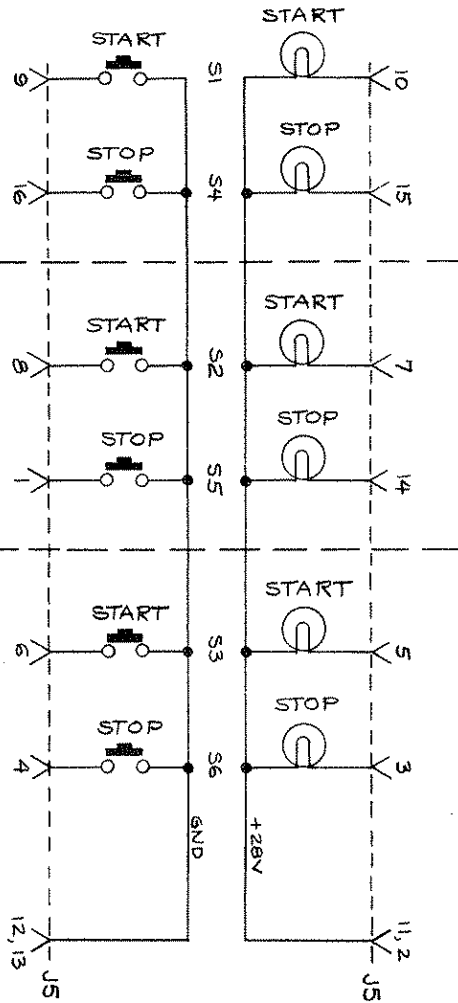 START START
9 S1 10
STOP STOP
16 S4 15
START START
8 S2 7
STOP STOP
1 S5 14
START START
6 S3 5
STOP STOP
4 S6 3
GND +28V
12, 13 11, 2
J5 J5